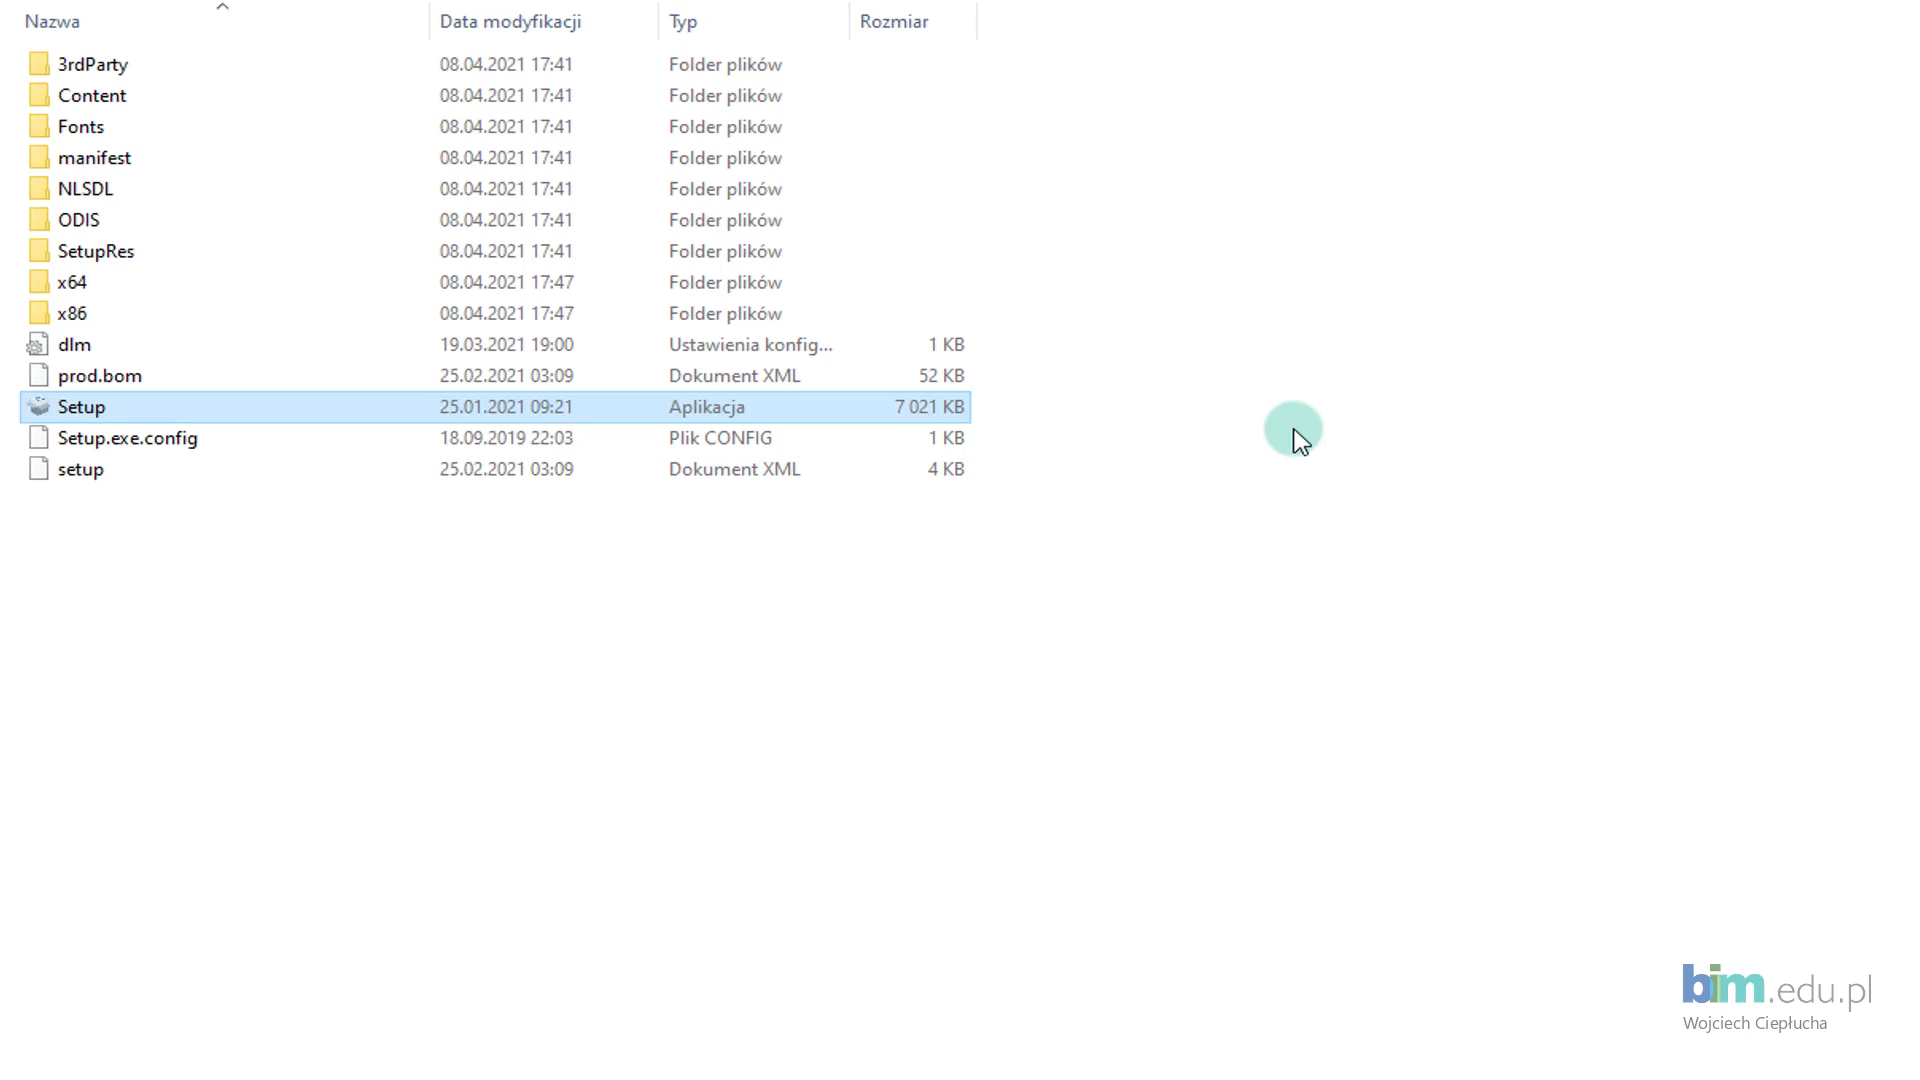 Nazwa Data modyfikacji Typ Rozmiar
3rdParty 08.04.2021 17:41 Folder plików
Content 08.04.2021 17:41 Folder plików
Fonts 08.04.2021 17:41 Folder plików
manifest 08.04.2021 17:41 Folder plików
NLSDL 08.04.2021 17:41 Folder plików
ODIS 08.04.2021 17:41 Folder plików
SetupRes 08.04.2021 17:41 Folder plików
x64 08.04.2021 17:47 Folder plików
x86 08.04.2021 17:47 Folder plików
dlm 19.03.2021 19:00 Ustawienia konfig... 1 KB
prod.bom 25.02.2021 03:09 Dokument XML 52 KB
Setup 25.01.2021 09:21 Aplikacja 7 021 KB
Setup.exe.config 18.09.2019 22:03 Plik CONFIG 1 KB
setup 25.02.2021 03:09 Dokument XML 4 KB
bim.edu.pl
Wojciech Ciepłucha